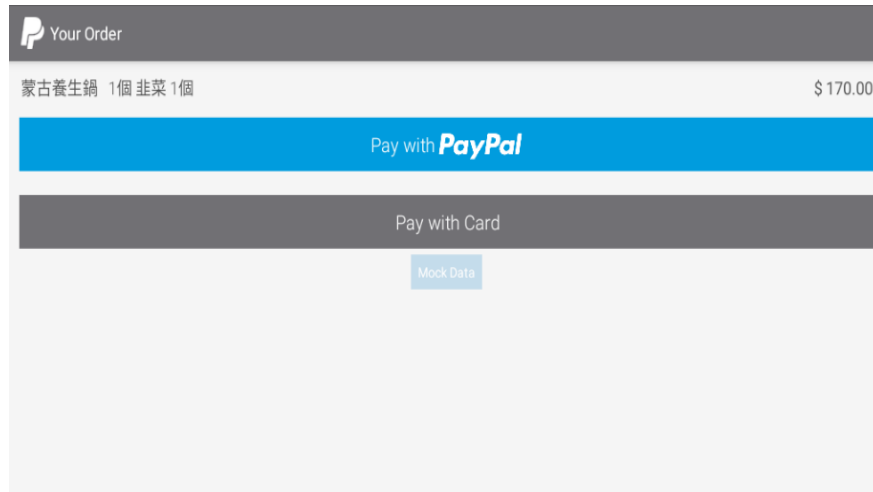 Your Order
蒙古養生鍋 1個 韭菜 1個 $ 170.00
Pay with PayPal
Pay with Card
Mock Data